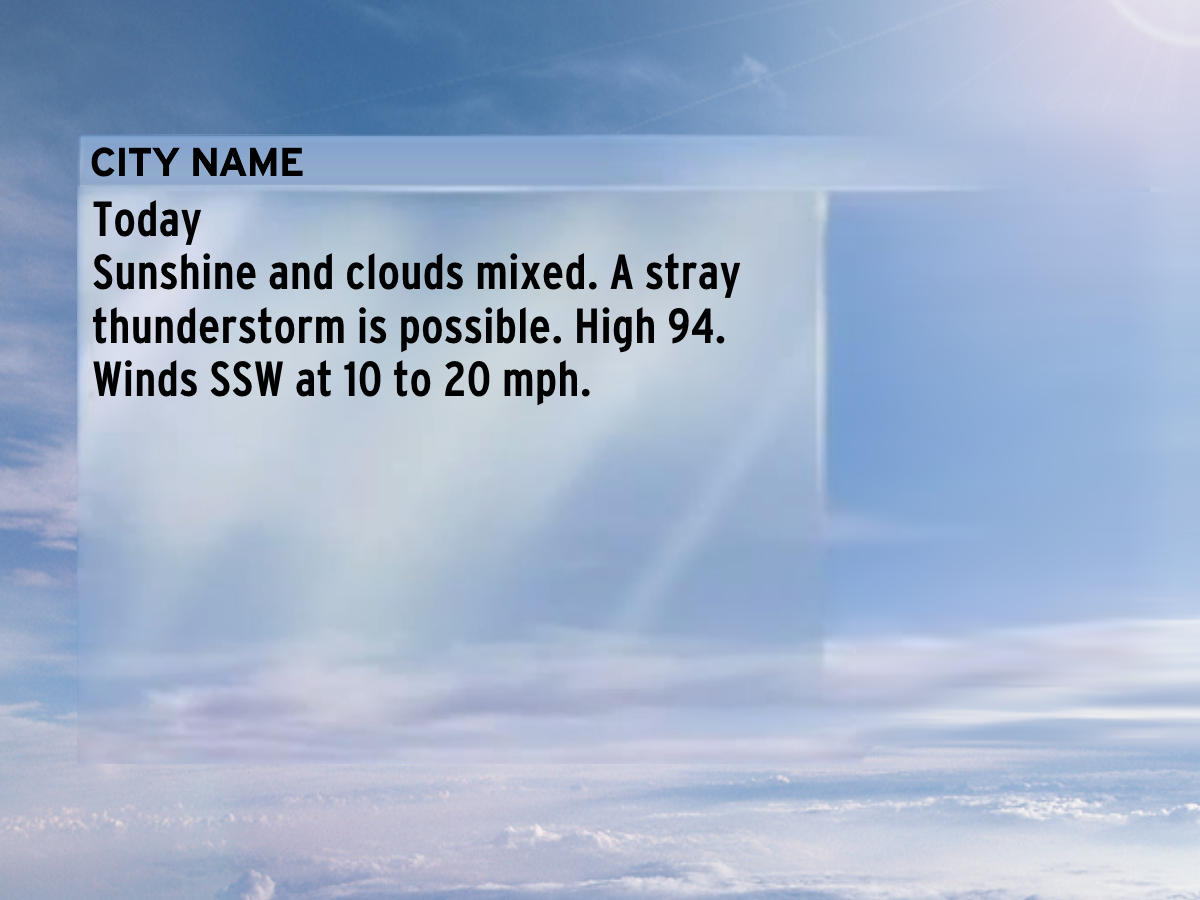 CITY NAME
Today
Sunshine and clouds mixed. A stray
thunderstorm is possible. High 94.
Winds SSW at 10 to 20 mph.